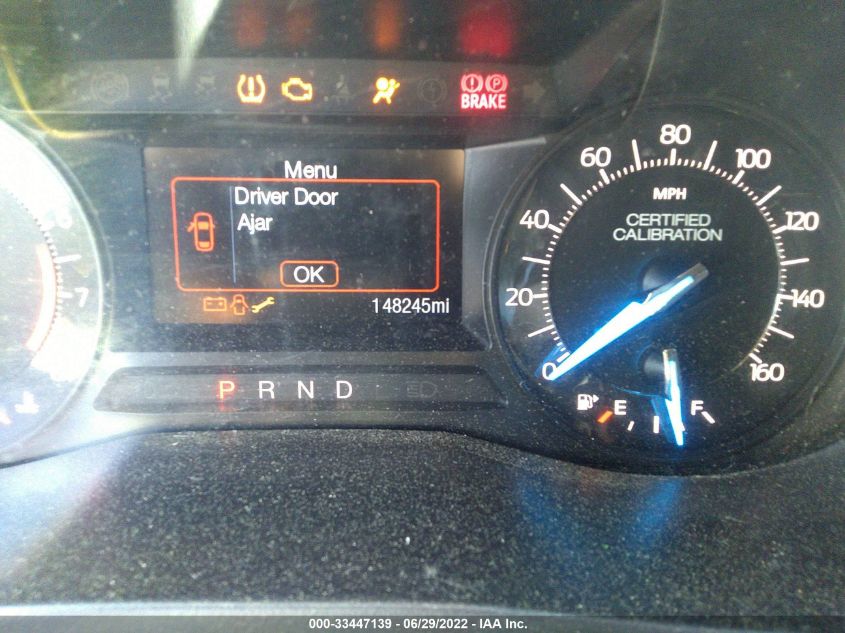 BRAKE
Menu
Driver Door
Ajar
OK
148245mi
P R N D
7
0 20 40 60 80 100 120 140 160
MPH
CERTIFIED
CALIBRATION
E F
000-33447139 - 06/29/2022 - IAA Inc.